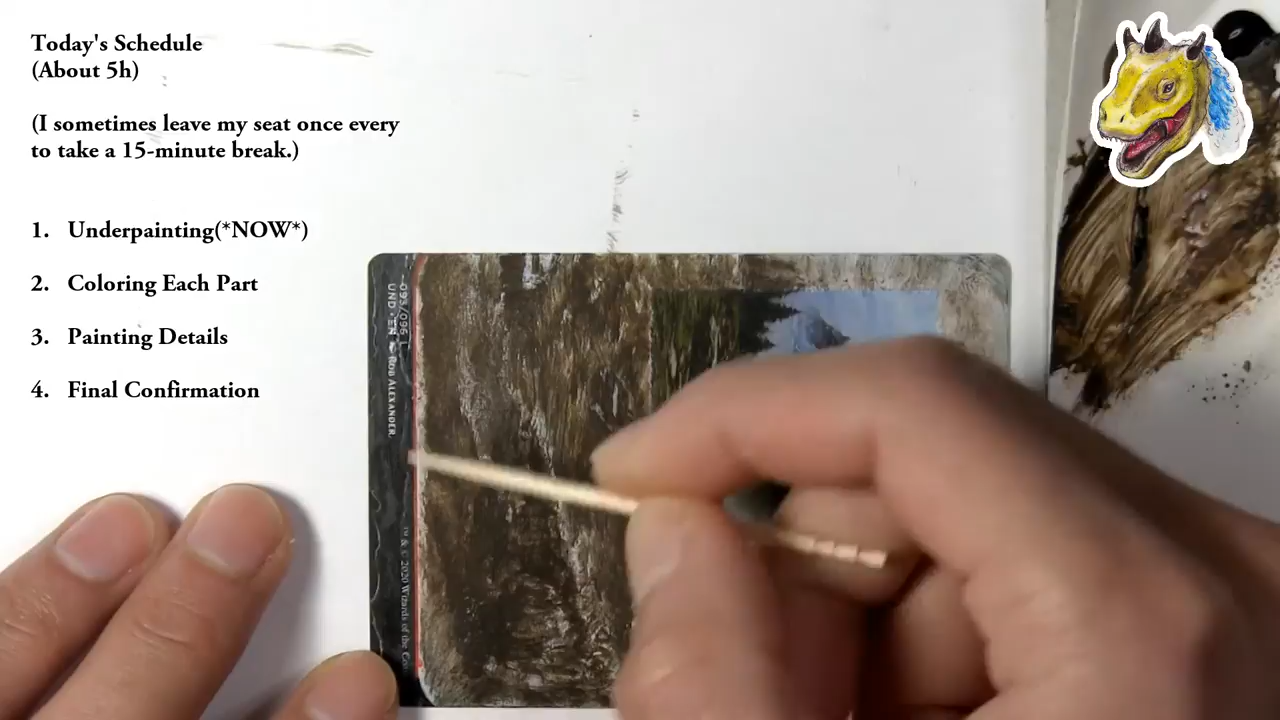 Today's Schedule
(About 5h)
(I sometimes leave my seat once every
to take a 15-minute break.)
1. Underpainting(*NOW*)
2. Coloring Each Part
3. Painting Details
4. Final Confirmation
093/096 L
UND • EN ROB ALEXANDER
™ & © 2020 Wizards of the Co